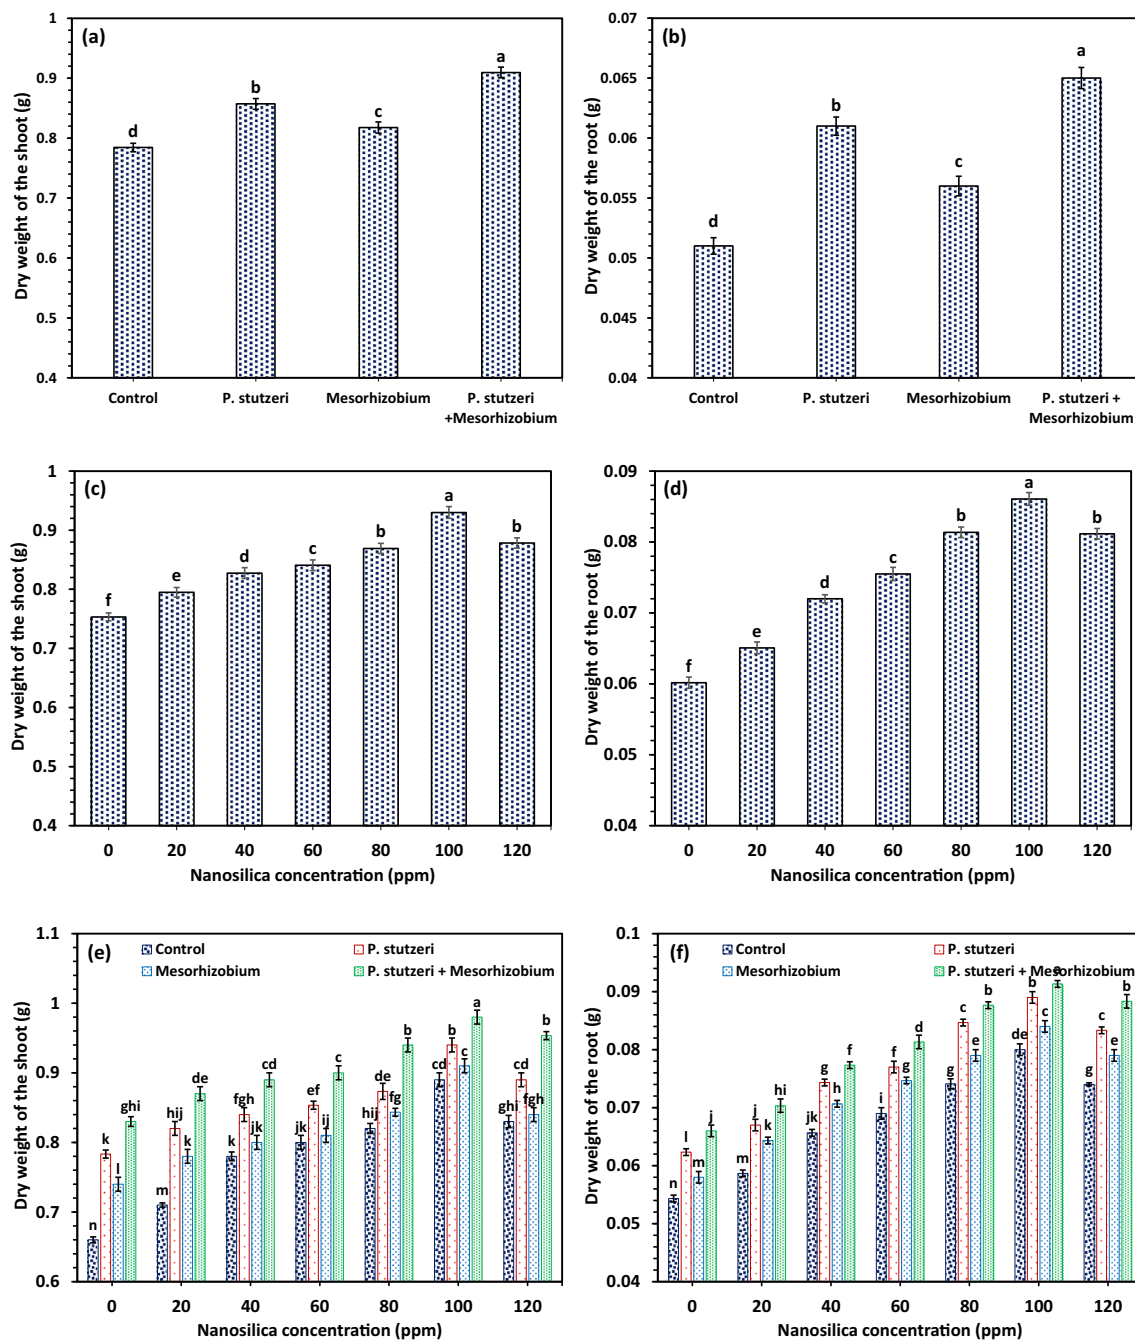 (a)
Dry weight of the shoot (g)
1
0.9
0.8
0.7
0.6
0.5
0.4
d
b
c
a
Control
P. stutzeri
Mesorhizobium
P. stutzeri
+Mesorhizobium
(b)
Dry weight of the root (g)
0.07
0.065
0.06
0.055
0.05
0.045
0.04
d
b
c
a
Control
P. stutzeri
Mesorhizobium
P. stutzeri +
Mesorhizobium
(c)
Dry weight of the shoot (g)
1
0.9
0.8
0.7
0.6
0.5
0.4
f
e
d
c
b
a
b
0 20 40 60 80 100 120
Nanosilica concentration (ppm)
(d)
Dry weight of the root (g)
0.09
0.08
0.07
0.06
0.05
0.04
f
e
d
c
b
a
b
0 20 40 60 80 100 120
Nanosilica concentration (ppm)
(e)
Control
P. stutzeri
Mesorhizobium
P. stutzeri + Mesorhizobium
Dry weight of the shoot (g)
1.1
1
0.9
0.8
0.7
0.6
n k l ghi
m hij k de
k fgh jk cd
jk ef ij c
hij de fg b
cd b c a
ghi cd fgh b
0 20 40 60 80 100 120
Nanosilica concentration (ppm)
(f)
Control
P. stutzeri
Mesorhizobium
P. stutzeri + Mesorhizobium
Dry weight of the root (g)
0.1
0.09
0.08
0.07
0.06
0.05
0.04
n l m j
m j k hi
jk g h f
i f g d
g c e b
de b c a
g c e b
0 20 40 60 80 100 120
Nanosilica concentration (ppm)